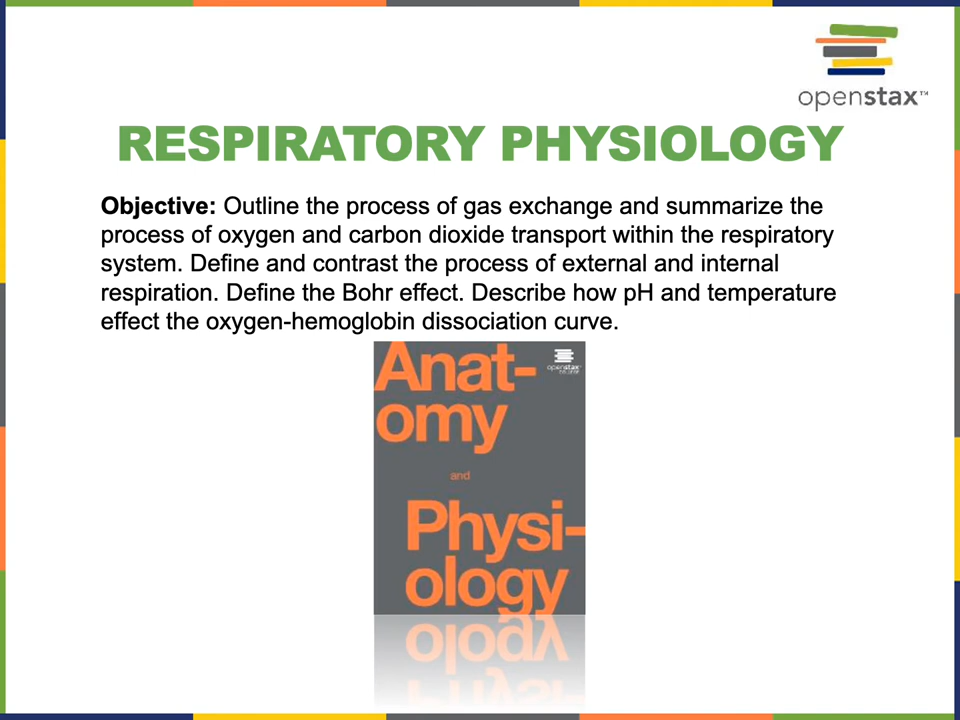 openstax™
RESPIRATORY PHYSIOLOGY
Objective: Outline the process of gas exchange and summarize the
process of oxygen and carbon dioxide transport within the respiratory
system. Define and contrast the process of external and internal
respiration. Define the Bohr effect. Describe how pH and temperature
effect the oxygen-hemoglobin dissociation curve.
Anat-
openstax
omy
and
Physi-
ology